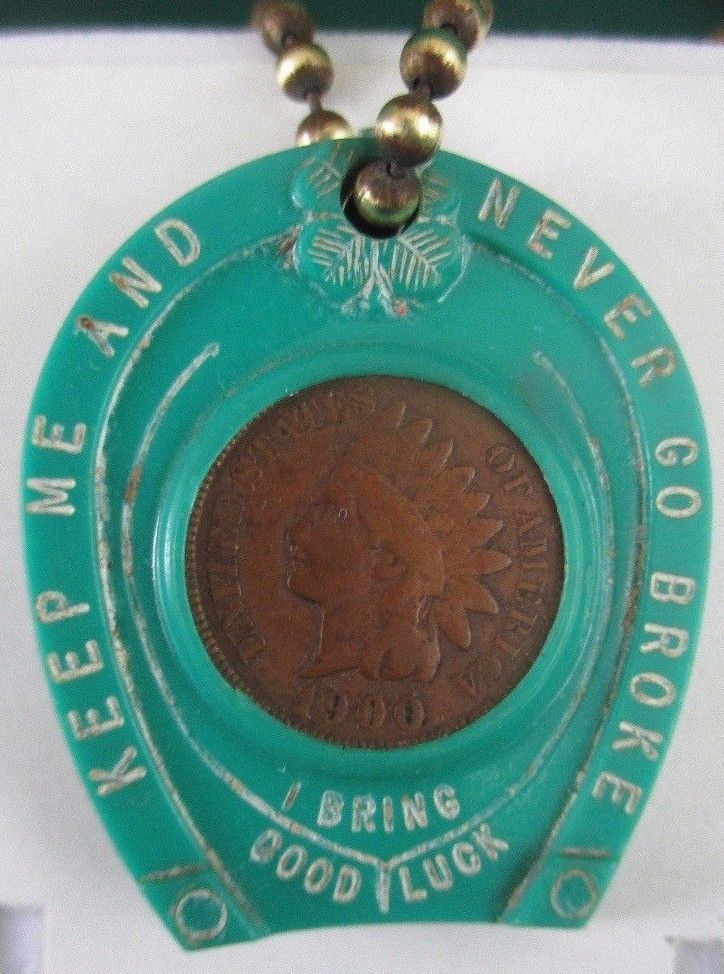 KEEP ME AND NEVER GO BROKE
UNITED STATES OF AMERICA
1900
I BRING
GOOD LUCK